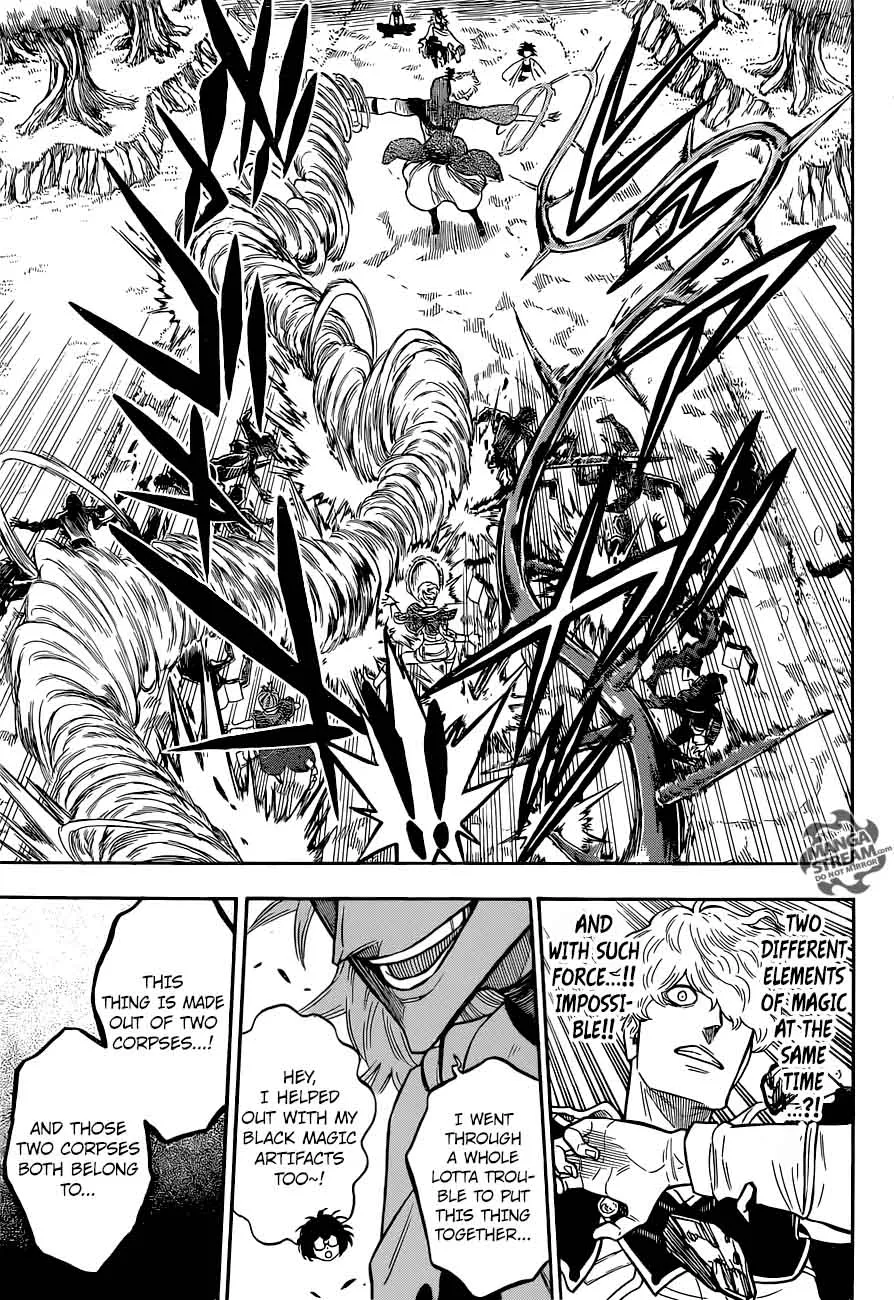 MANGA
STREAM.com
DO NOT MIRROR
TWO
DIFFERENT
ELEMENTS
OF MAGIC
AT THE
SAME
TIME
...?!
AND
WITH SUCH
FORCE...!!
IMPOSSI-
BLE!!
I WENT
THROUGH
A WHOLE
LOTTA TROU-
BLE TO PUT
THIS THING
TOGETHER...
HEY,
I HELPED
OUT WITH MY
BLACK MAGIC
ARTIFACTS
TOO~!
THIS
THING IS MADE
OUT OF TWO
CORPSES...!
AND THOSE
TWO CORPSES
BOTH BELONG
TO...